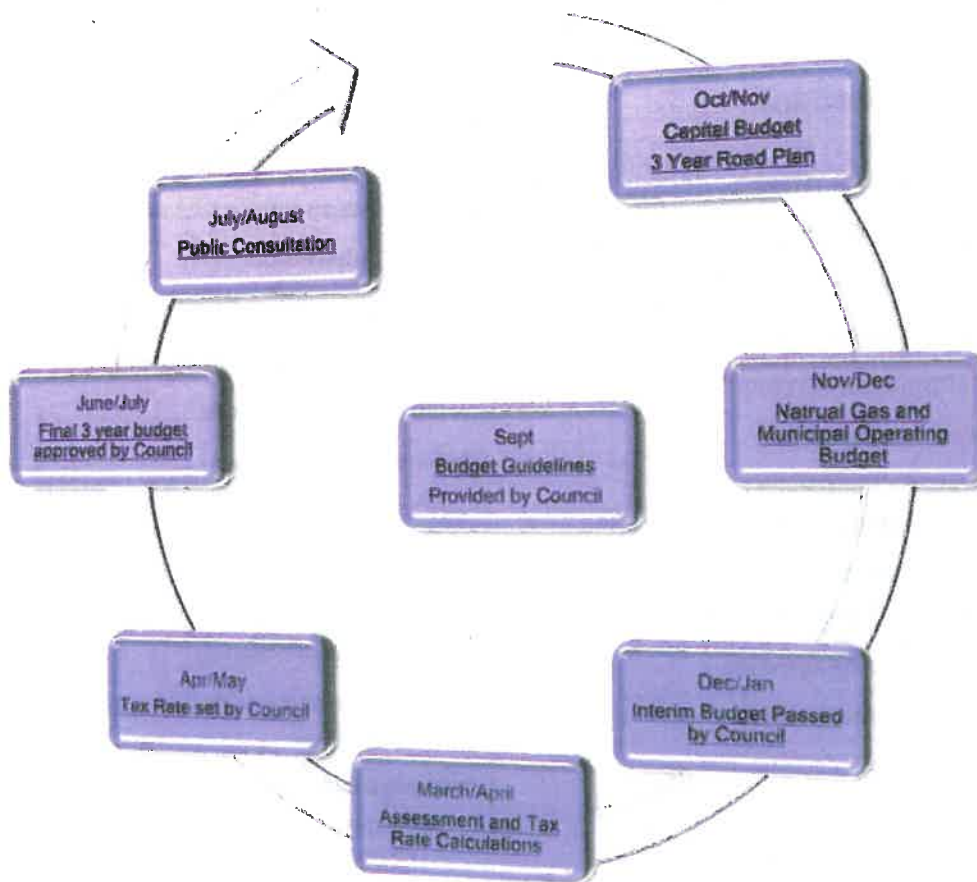 Oct/Nov
Capital Budget
3 Year Road Plan
Nov/Dec
Natrual Gas and
Municipal Operating
Budget
Dec/Jan
Interim Budget Passed
by Council
March/April
Assessment and Tax
Rate Calculations
Apr/May
Tax Rate set by Council
June/July
Final 3 year budget
approved by Council
July/August
Public Consultation
Sept
Budget Guidelines
Provided by Council